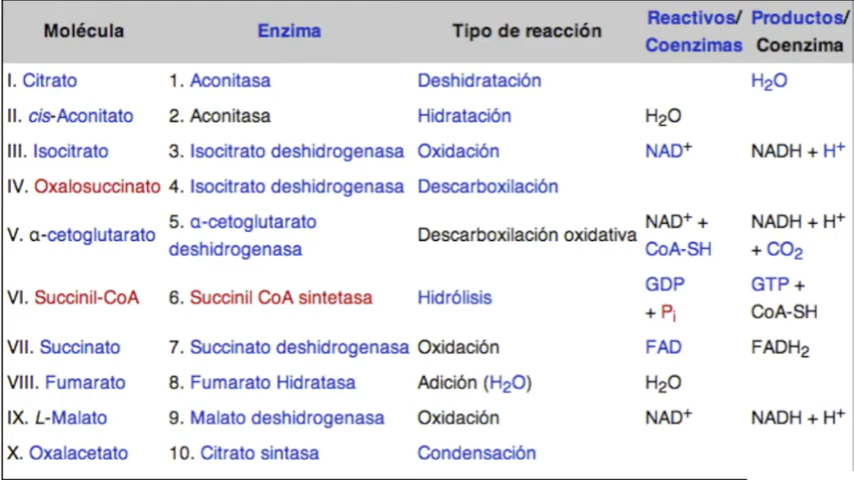 Molécula Enzima Tipo de reacción Reactivos/ Coenzimas Productos/ Coenzima
I. Citrato 1. Aconitasa Deshidratación H₂O
II. cis-Aconitato 2. Aconitasa Hidratación H₂O
III. Isocitrato 3. Isocitrato deshidrogenasa Oxidación NAD⁺ NADH + H⁺
IV. Oxalosuccinato 4. Isocitrato deshidrogenasa Descarboxilación
V. α-cetoglutarato 5. α-cetoglutarato deshidrogenasa Descarboxilación oxidativa NAD⁺ + CoA-SH NADH + H⁺ + CO₂
VI. Succinil-CoA 6. Succinil CoA sintetasa Hidrólisis GDP + Pᵢ GTP + CoA-SH
VII. Succinato 7. Succinato deshidrogenasa Oxidación FAD FADH₂
VIII. Fumarato 8. Fumarato Hidratasa Adición (H₂O) H₂O
IX. L-Malato 9. Malato deshidrogenasa Oxidación NAD⁺ NADH + H⁺
X. Oxalacetato 10. Citrato sintasa Condensación